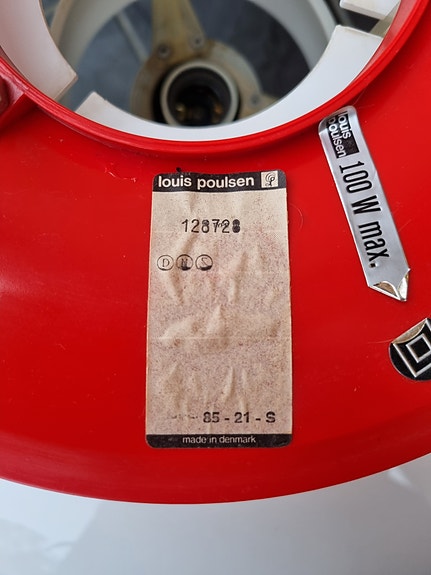 louis poulsen
128728
D N S
85 - 21 - S
made in denmark
louis
poulsen
100 W max.